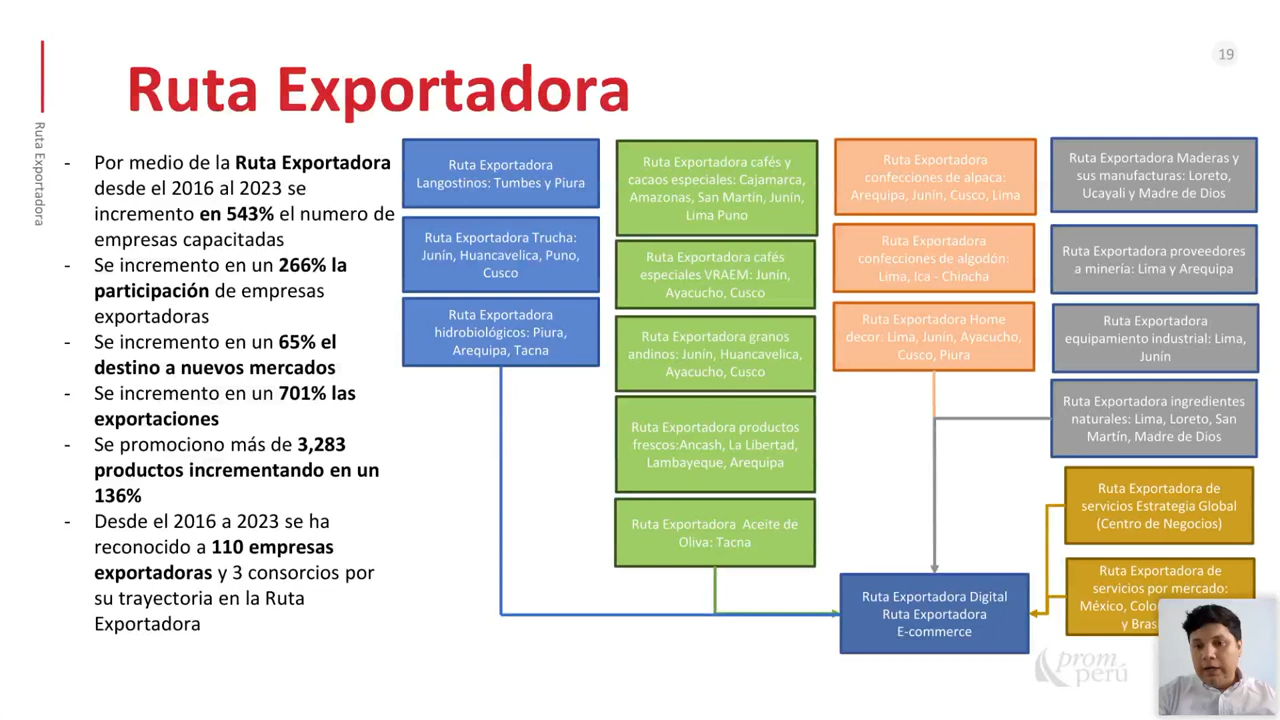 19
Ruta Exportadora
Ruta Exportadora
- Por medio de la Ruta Exportadora
desde el 2016 al 2023 se
incremento en 543% el numero de
empresas capacitadas
- Se incremento en un 266% la
participación de empresas
exportadoras
- Se incremento en un 65% el
destino a nuevos mercados
- Se incremento en un 701% las
exportaciones
- Se promociono más de 3,283
productos incrementando en un
136%
- Desde el 2016 a 2023 se ha
reconocido a 110 empresas
exportadoras y 3 consorcios por
su trayectoria en la Ruta
Exportadora
Ruta Exportadora
Langostinos: Tumbes y Piura
Ruta Exportadora Trucha:
Junín, Huancavelica, Puno,
Cusco
Ruta Exportadora
hidrobiológicos: Piura,
Arequipa, Tacna
Ruta Exportadora cafés y
cacaos especiales: Cajamarca,
Amazonas, San Martín, Junín,
Lima Puno
Ruta Exportadora cafés
especiales VRAEM: Junín,
Ayacucho, Cusco
Ruta Exportadora granos
andinos: Junín, Huancavelica,
Ayacucho, Cusco
Ruta Exportadora productos
frescos:Ancash, La Libertad,
Lambayeque, Arequipa
Ruta Exportadora Aceite de
Oliva: Tacna
Ruta Exportadora
confecciones de alpaca:
Arequipa, Junín, Cusco, Lima
Ruta Exportadora
confecciones de algodón:
Lima, Ica - Chincha
Ruta Exportadora Home
decor: Lima, Junín, Ayacucho,
Cusco, Piura
Ruta Exportadora Maderas y
sus manufacturas: Loreto,
Ucayali y Madre de Dios
Ruta Exportadora proveedores
a minería: Lima y Arequipa
Ruta Exportadora
equipamiento industrial: Lima,
Junín
Ruta Exportadora ingredientes
naturales: Lima, Loreto, San
Martín, Madre de Dios
Ruta Exportadora de
servicios Estrategia Global
(Centro de Negocios)
Ruta Exportadora de
servicios por mercado:
México,
y
Ruta Exportadora Digital
Ruta Exportadora
E-commerce
prom
perú